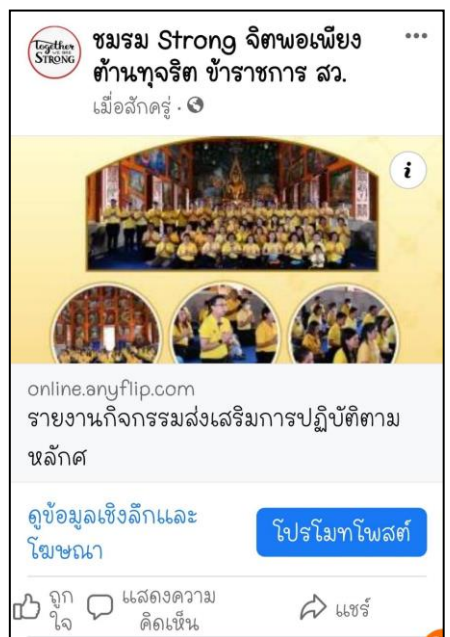 Together
WE ARE
STRONG
ชมรม Strong จิตพอเพียง
ต้านทุจริต ข้าราชการ สว.
เมื่อสักครู่ ·
i
online.anyflip.com
รายงานกิจกรรมส่งเสริมการปฏิบัติตาม
หลักศ
ดูข้อมูลเชิงลึกและ
โฆษณา
โปรโมทโพสต์
ถูก
ใจ
แสดงความ
คิดเห็น
แชร์